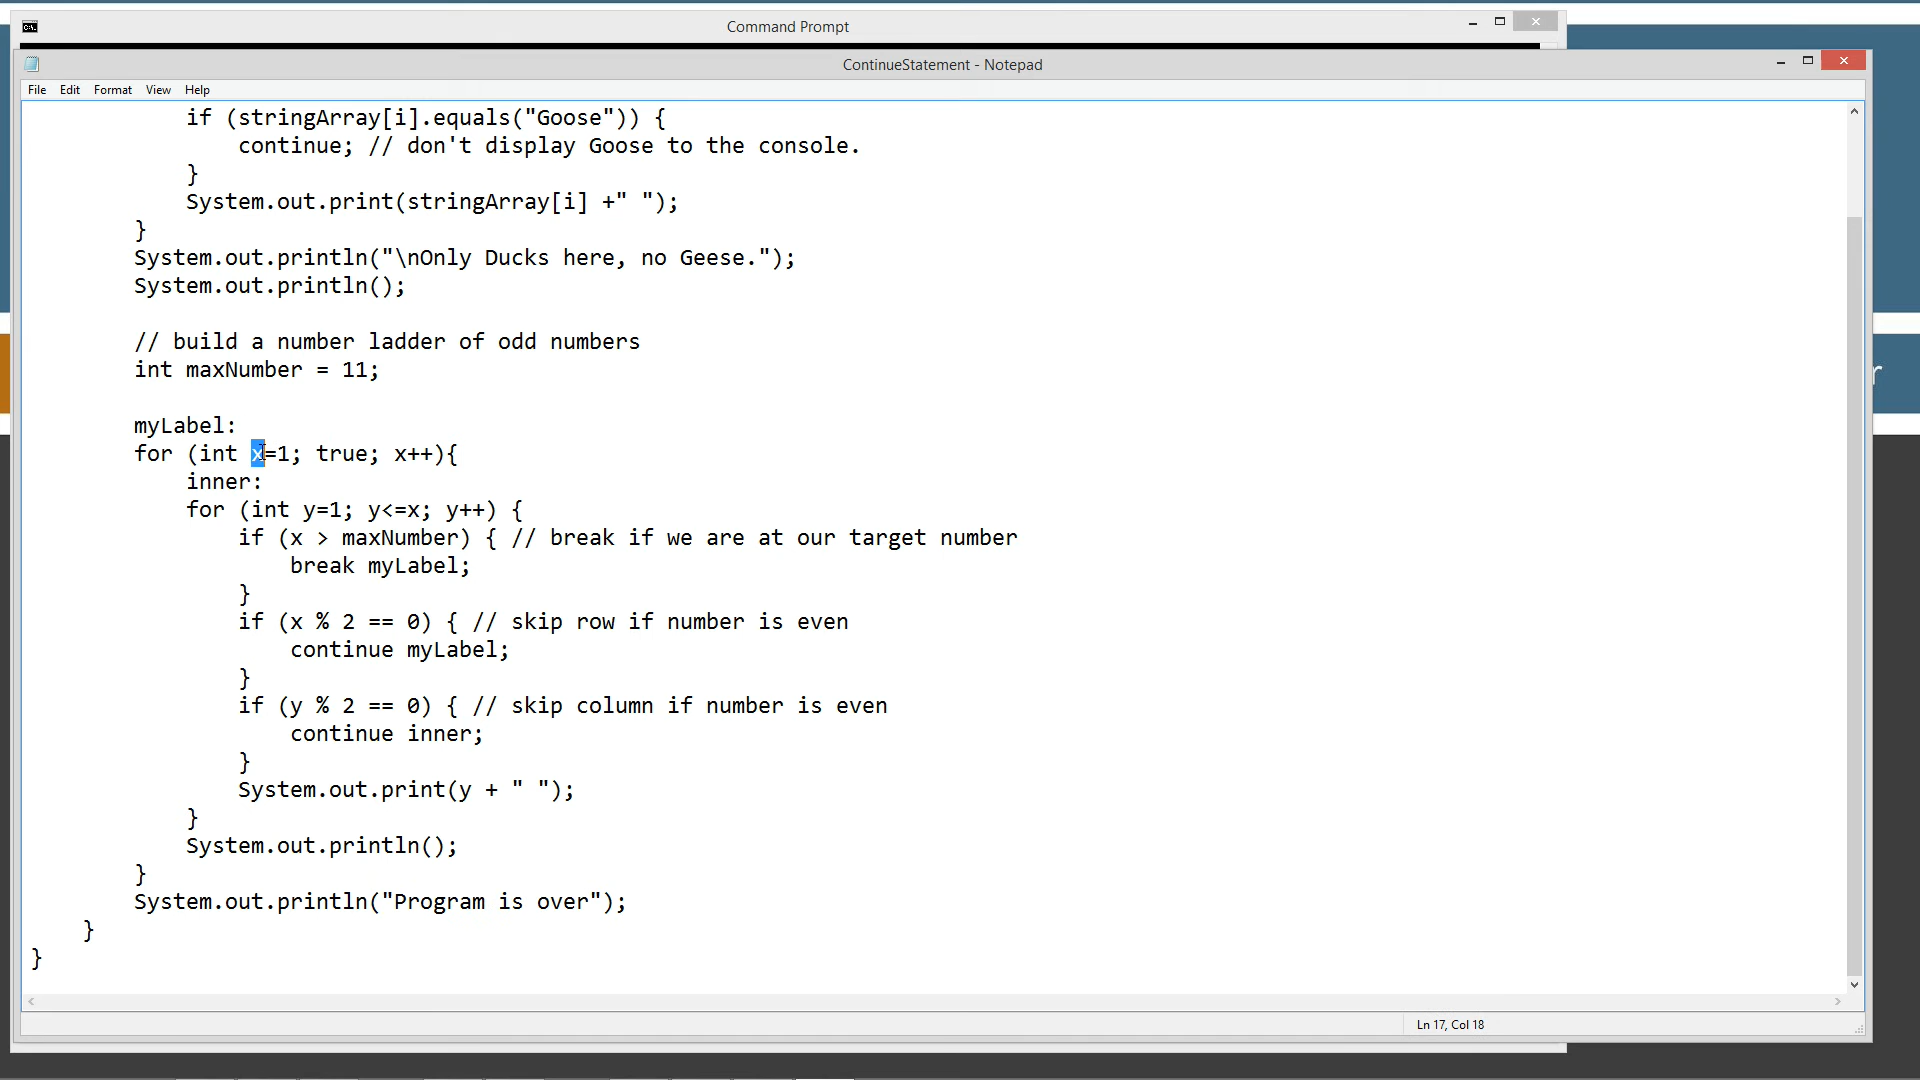 Command Prompt
ContinueStatement - Notepad
File Edit Format View Help
if (stringArray[i].equals("Goose")) {
continue; // don't display Goose to the console.
}
System.out.print(stringArray[i] +" ");
}
System.out.println("\nOnly Ducks here, no Geese.");
System.out.println();
// build a number ladder of odd numbers
int maxNumber = 11;
myLabel:
for (int x=1; true; x++){
inner:
for (int y=1; y<=x; y++) {
if (x > maxNumber) { // break if we are at our target number
break myLabel;
}
if (x % 2 == 0) { // skip row if number is even
continue myLabel;
}
if (y % 2 == 0) { // skip column if number is even
continue inner;
}
System.out.print(y + " ");
}
System.out.println();
}
System.out.println("Program is over");
}
}
Ln 17, Col 18